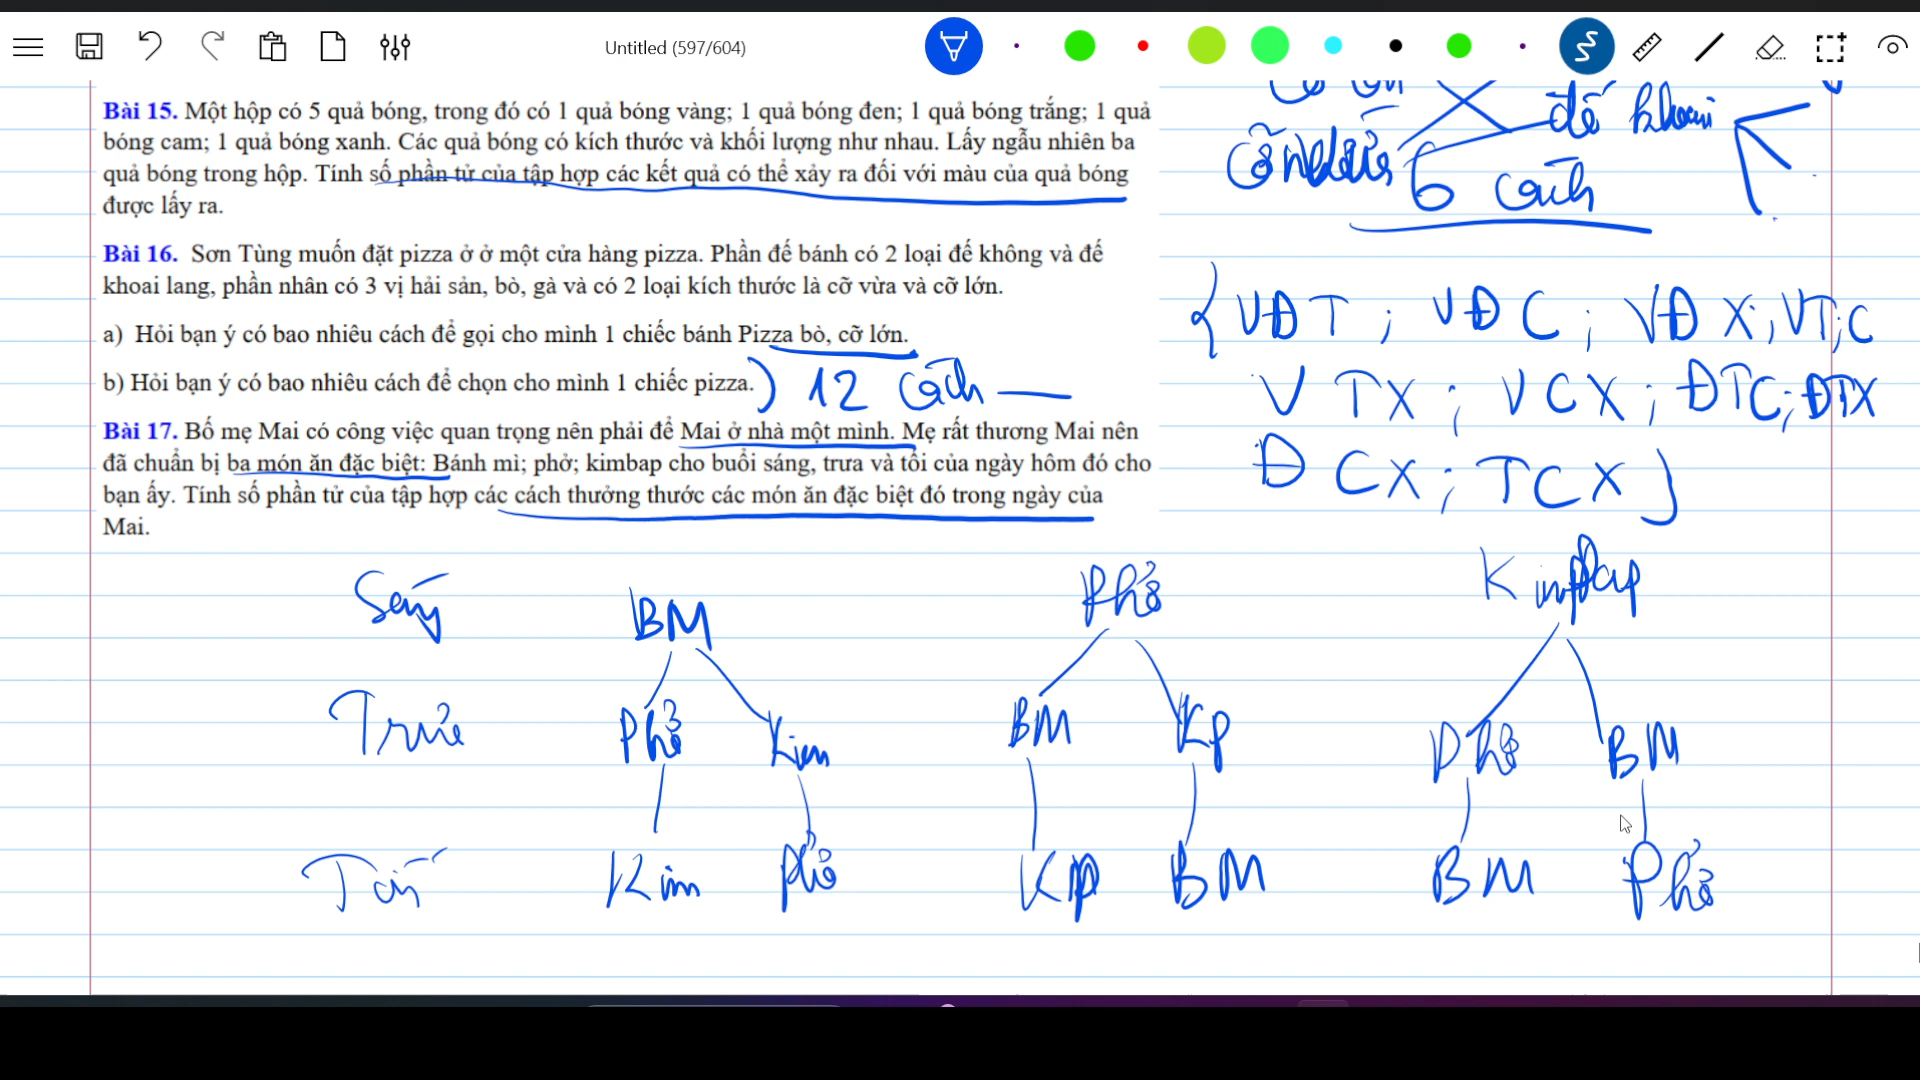 Untitled (597/604)
Bài 15. Một hộp có 5 quả bóng, trong đó có 1 quả bóng vàng; 1 quả bóng đen; 1 quả bóng trắng; 1 quả
bóng cam; 1 quả bóng xanh. Các quả bóng có kích thước và khối lượng như nhau. Lấy ngẫu nhiên ba
quả bóng trong hộp. Tính số phần tử của tập hợp các kết quả có thể xảy ra đối với màu của quả bóng
được lấy ra.
Bài 16. Sơn Tùng muốn đặt pizza ở ở một cửa hàng pizza. Phần đế bánh có 2 loại đế không và đế
khoai lang, phần nhân có 3 vị hải sản, bò, gà và có 2 loại kích thước là cỡ vừa và cỡ lớn.
a) Hỏi bạn ý có bao nhiêu cách để gọi cho mình 1 chiếc bánh Pizza bò, cỡ lớn.
b) Hỏi bạn ý có bao nhiêu cách để chọn cho mình 1 chiếc pizza. ) 12 cách
Bài 17. Bố mẹ Mai có công việc quan trọng nên phải để Mai ở nhà một mình. Mẹ rất thương Mai nên
đã chuẩn bị ba món ăn đặc biệt: Bánh mì; phở; kimbap cho buổi sáng, trưa và tối của ngày hôm đó cho
bạn ấy. Tính số phần tử của tập hợp các cách thưởng thước các món ăn đặc biệt đó trong ngày của
Mai.
đế khoai
6 cách
{ VĐT ; VĐC ; VĐX ; VT;C
VTX ; VCX ; ĐTC ; ĐTX
ĐCX ; TCX }
Sáng BM Phở Kimbap
Trưa Phở Kim BM Kp Phở BM
Tối Kim Phở Kp BM BM Phở